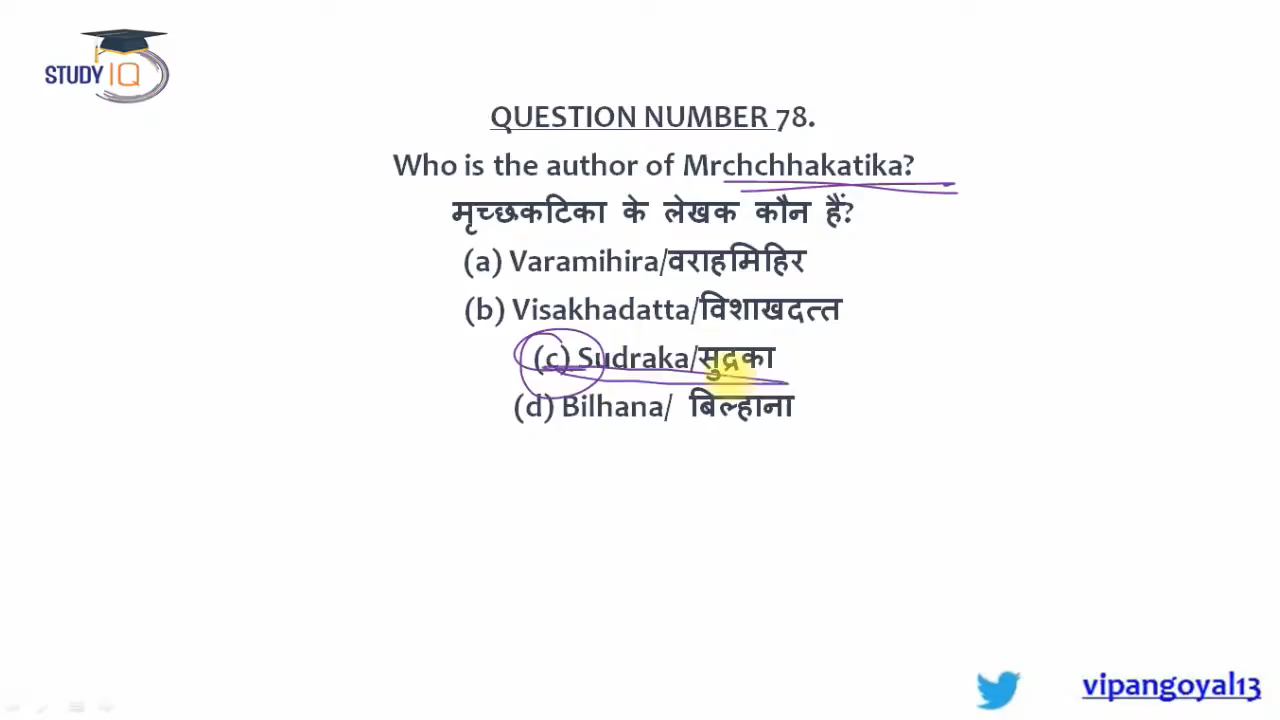 STUDY IQ
QUESTION NUMBER 78.
Who is the author of Mrchchhakatika?
मृच्छकटिका के लेखक कौन हैं?
(a) Varamihira/वराहमिहिर
(b) Visakhadatta/विशाखदत्त
(c) Sudraka/सुद्रका
(d) Bilhana/ बिल्हाना
vipangoyal13